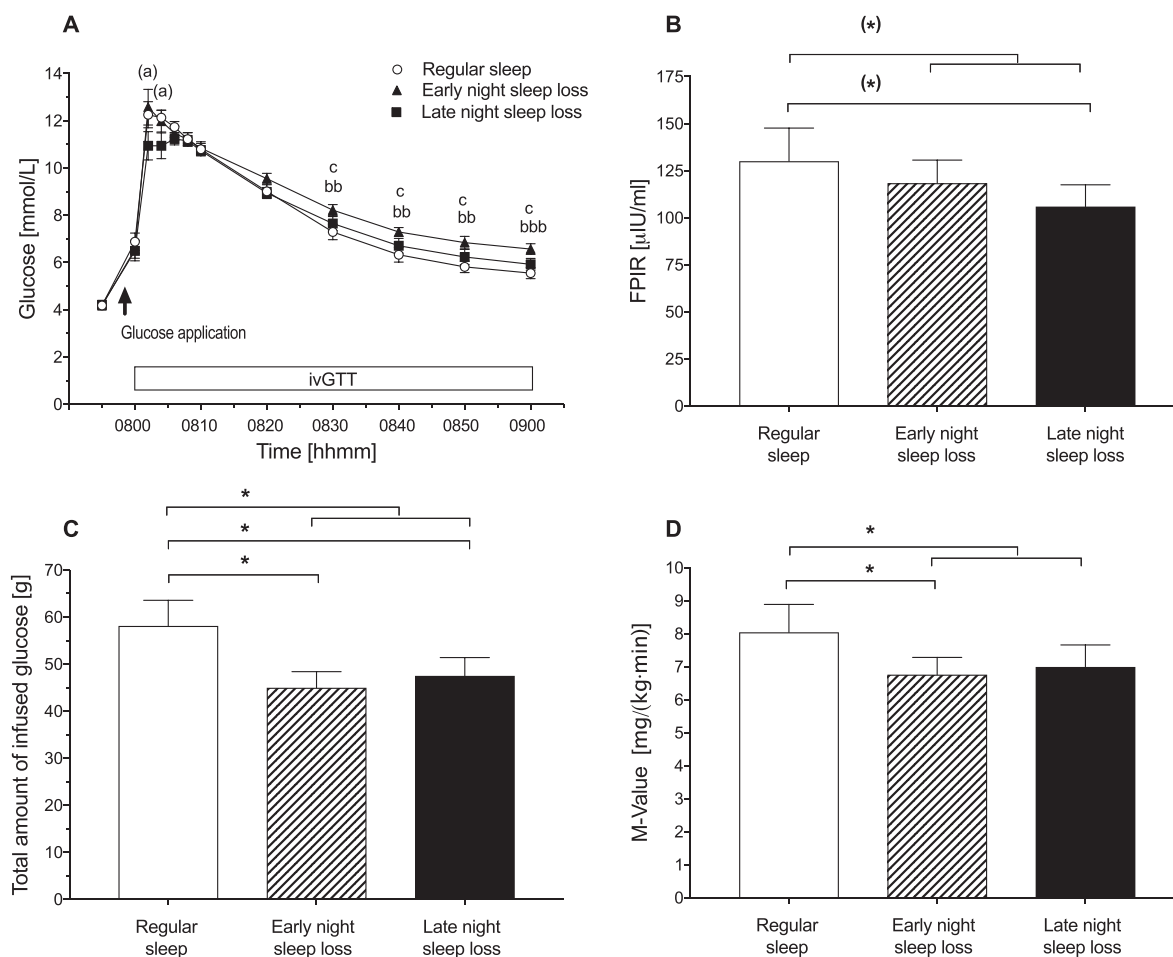 A
Glucose [mmol/L]
14
12
10
8
6
4
2
0
(a)
(a)
Regular sleep
Early night sleep loss
Late night sleep loss
c
bb
c
bb
c
bb
c
bbb
Glucose application
ivGTT
0800
0810
0820
0830
0840
0850
0900
Time [hhmm]
B
(*)
(*)
FPIR [µIU/ml]
175
150
125
100
75
50
25
0
Regular
sleep
Early night
sleep loss
Late night
sleep loss
C
*
*
*
Total amount of infused glucose [g]
70
60
50
40
30
20
10
0
Regular
sleep
Early night
sleep loss
Late night
sleep loss
D
*
*
M-Value [mg/(kg·min)]
10
9
8
7
6
5
4
3
2
1
0
Regular
sleep
Early night
sleep loss
Late night
sleep loss